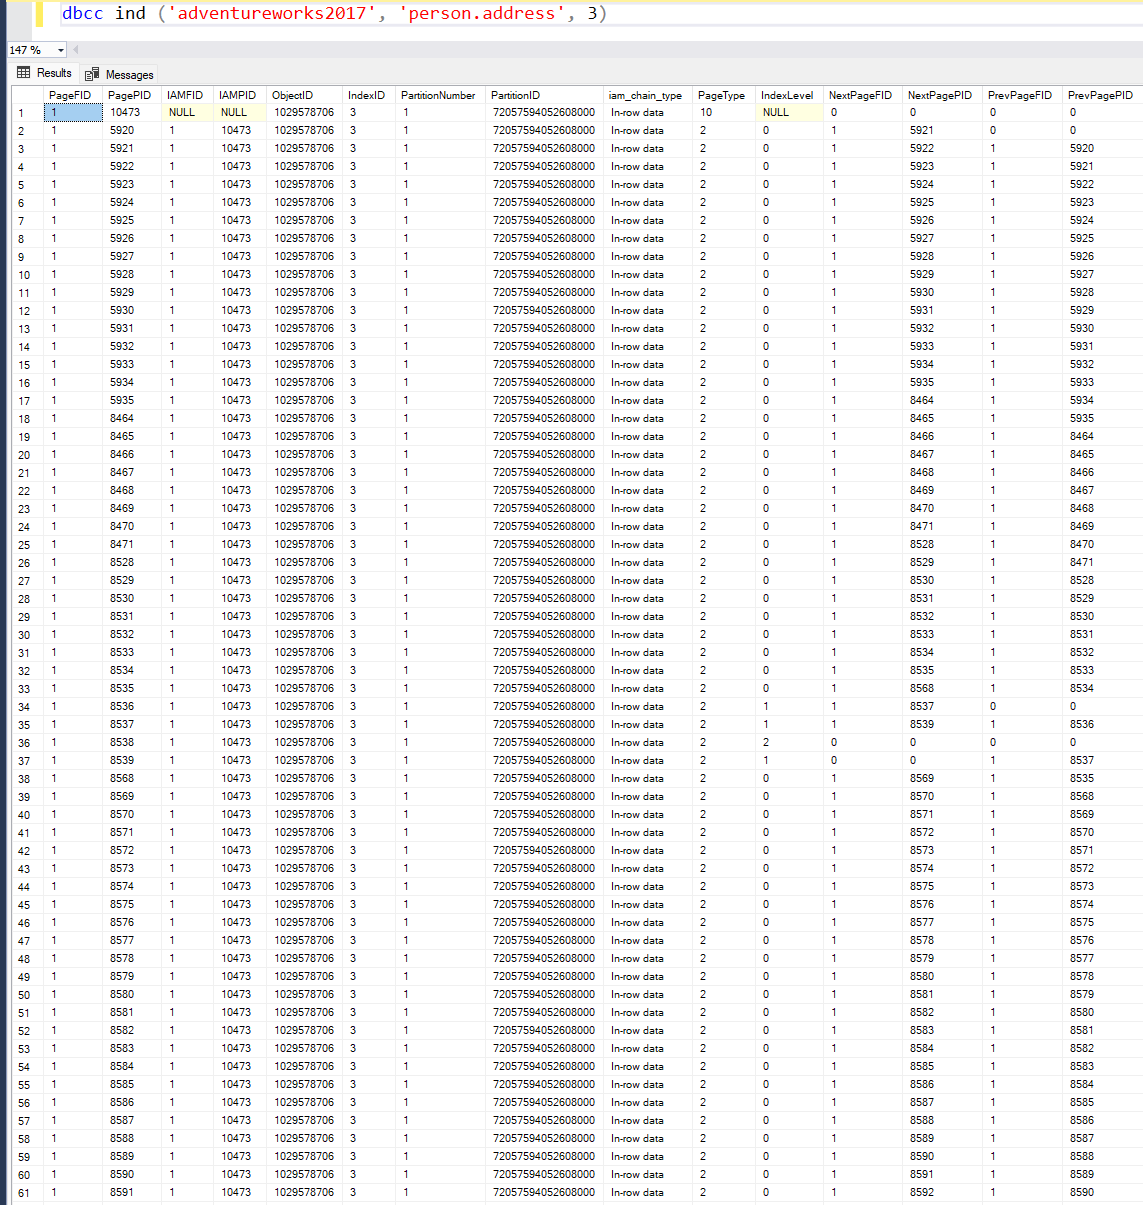 dbcc ind ('adventureworks2017', 'person.address', 3)
147 %
Results Messages
PageFID PagePID IAMFID IAMPID ObjectID IndexID PartitionNumber PartitionID iam_chain_type PageType IndexLevel NextPageFID NextPagePID PrevPageFID PrevPagePID
1 1 10473 NULL NULL 1029578706 3 1 72057594052608000 In-row data 10 NULL 0 0 0 0
2 1 5920 1 10473 1029578706 3 1 72057594052608000 In-row data 2 0 1 5921 0 0
3 1 5921 1 10473 1029578706 3 1 72057594052608000 In-row data 2 0 1 5922 1 5920
4 1 5922 1 10473 1029578706 3 1 72057594052608000 In-row data 2 0 1 5923 1 5921
5 1 5923 1 10473 1029578706 3 1 72057594052608000 In-row data 2 0 1 5924 1 5922
6 1 5924 1 10473 1029578706 3 1 72057594052608000 In-row data 2 0 1 5925 1 5923
7 1 5925 1 10473 1029578706 3 1 72057594052608000 In-row data 2 0 1 5926 1 5924
8 1 5926 1 10473 1029578706 3 1 72057594052608000 In-row data 2 0 1 5927 1 5925
9 1 5927 1 10473 1029578706 3 1 72057594052608000 In-row data 2 0 1 5928 1 5926
10 1 5928 1 10473 1029578706 3 1 72057594052608000 In-row data 2 0 1 5929 1 5927
11 1 5929 1 10473 1029578706 3 1 72057594052608000 In-row data 2 0 1 5930 1 5928
12 1 5930 1 10473 1029578706 3 1 72057594052608000 In-row data 2 0 1 5931 1 5929
13 1 5931 1 10473 1029578706 3 1 72057594052608000 In-row data 2 0 1 5932 1 5930
14 1 5932 1 10473 1029578706 3 1 72057594052608000 In-row data 2 0 1 5933 1 5931
15 1 5933 1 10473 1029578706 3 1 72057594052608000 In-row data 2 0 1 5934 1 5932
16 1 5934 1 10473 1029578706 3 1 72057594052608000 In-row data 2 0 1 5935 1 5933
17 1 5935 1 10473 1029578706 3 1 72057594052608000 In-row data 2 0 1 8464 1 5934
18 1 8464 1 10473 1029578706 3 1 72057594052608000 In-row data 2 0 1 8465 1 5935
19 1 8465 1 10473 1029578706 3 1 72057594052608000 In-row data 2 0 1 8466 1 8464
20 1 8466 1 10473 1029578706 3 1 72057594052608000 In-row data 2 0 1 8467 1 8465
21 1 8467 1 10473 1029578706 3 1 72057594052608000 In-row data 2 0 1 8468 1 8466
22 1 8468 1 10473 1029578706 3 1 72057594052608000 In-row data 2 0 1 8469 1 8467
23 1 8469 1 10473 1029578706 3 1 72057594052608000 In-row data 2 0 1 8470 1 8468
24 1 8470 1 10473 1029578706 3 1 72057594052608000 In-row data 2 0 1 8471 1 8469
25 1 8471 1 10473 1029578706 3 1 72057594052608000 In-row data 2 0 1 8528 1 8470
26 1 8528 1 10473 1029578706 3 1 72057594052608000 In-row data 2 0 1 8529 1 8471
27 1 8529 1 10473 1029578706 3 1 72057594052608000 In-row data 2 0 1 8530 1 8528
28 1 8530 1 10473 1029578706 3 1 72057594052608000 In-row data 2 0 1 8531 1 8529
29 1 8531 1 10473 1029578706 3 1 72057594052608000 In-row data 2 0 1 8532 1 8530
30 1 8532 1 10473 1029578706 3 1 72057594052608000 In-row data 2 0 1 8533 1 8531
31 1 8533 1 10473 1029578706 3 1 72057594052608000 In-row data 2 0 1 8534 1 8532
32 1 8534 1 10473 1029578706 3 1 72057594052608000 In-row data 2 0 1 8535 1 8533
33 1 8535 1 10473 1029578706 3 1 72057594052608000 In-row data 2 0 1 8568 1 8534
34 1 8536 1 10473 1029578706 3 1 72057594052608000 In-row data 2 1 1 8537 0 0
35 1 8537 1 10473 1029578706 3 1 72057594052608000 In-row data 2 1 1 8539 1 8536
36 1 8538 1 10473 1029578706 3 1 72057594052608000 In-row data 2 2 0 0 0 0
37 1 8539 1 10473 1029578706 3 1 72057594052608000 In-row data 2 1 0 0 1 8537
38 1 8568 1 10473 1029578706 3 1 72057594052608000 In-row data 2 0 1 8569 1 8535
39 1 8569 1 10473 1029578706 3 1 72057594052608000 In-row data 2 0 1 8570 1 8568
40 1 8570 1 10473 1029578706 3 1 72057594052608000 In-row data 2 0 1 8571 1 8569
41 1 8571 1 10473 1029578706 3 1 72057594052608000 In-row data 2 0 1 8572 1 8570
42 1 8572 1 10473 1029578706 3 1 72057594052608000 In-row data 2 0 1 8573 1 8571
43 1 8573 1 10473 1029578706 3 1 72057594052608000 In-row data 2 0 1 8574 1 8572
44 1 8574 1 10473 1029578706 3 1 72057594052608000 In-row data 2 0 1 8575 1 8573
45 1 8575 1 10473 1029578706 3 1 72057594052608000 In-row data 2 0 1 8576 1 8574
46 1 8576 1 10473 1029578706 3 1 72057594052608000 In-row data 2 0 1 8577 1 8575
47 1 8577 1 10473 1029578706 3 1 72057594052608000 In-row data 2 0 1 8578 1 8576
48 1 8578 1 10473 1029578706 3 1 72057594052608000 In-row data 2 0 1 8579 1 8577
49 1 8579 1 10473 1029578706 3 1 72057594052608000 In-row data 2 0 1 8580 1 8578
50 1 8580 1 10473 1029578706 3 1 72057594052608000 In-row data 2 0 1 8581 1 8579
51 1 8581 1 10473 1029578706 3 1 72057594052608000 In-row data 2 0 1 8582 1 8580
52 1 8582 1 10473 1029578706 3 1 72057594052608000 In-row data 2 0 1 8583 1 8581
53 1 8583 1 10473 1029578706 3 1 72057594052608000 In-row data 2 0 1 8584 1 8582
54 1 8584 1 10473 1029578706 3 1 72057594052608000 In-row data 2 0 1 8585 1 8583
55 1 8585 1 10473 1029578706 3 1 72057594052608000 In-row data 2 0 1 8586 1 8584
56 1 8586 1 10473 1029578706 3 1 72057594052608000 In-row data 2 0 1 8587 1 8585
57 1 8587 1 10473 1029578706 3 1 72057594052608000 In-row data 2 0 1 8588 1 8586
58 1 8588 1 10473 1029578706 3 1 72057594052608000 In-row data 2 0 1 8589 1 8587
59 1 8589 1 10473 1029578706 3 1 72057594052608000 In-row data 2 0 1 8590 1 8588
60 1 8590 1 10473 1029578706 3 1 72057594052608000 In-row data 2 0 1 8591 1 8589
61 1 8591 1 10473 1029578706 3 1 72057594052608000 In-row data 2 0 1 8592 1 8590